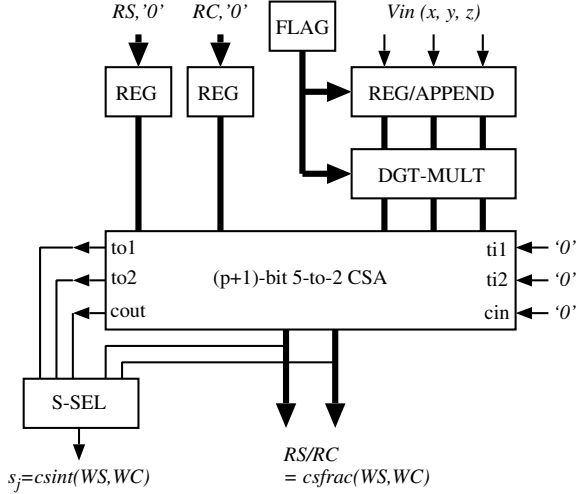 RS,'0' RC,'0' FLAG Vin (x, y, z)
REG REG REG/APPEND
DGT-MULT
to1 ti1 '0'
to2 (p+1)-bit 5-to-2 CSA ti2 '0'
cout cin '0'
S-SEL
s_j=csint(WS,WC) RS/RC
= csfrac(WS,WC)